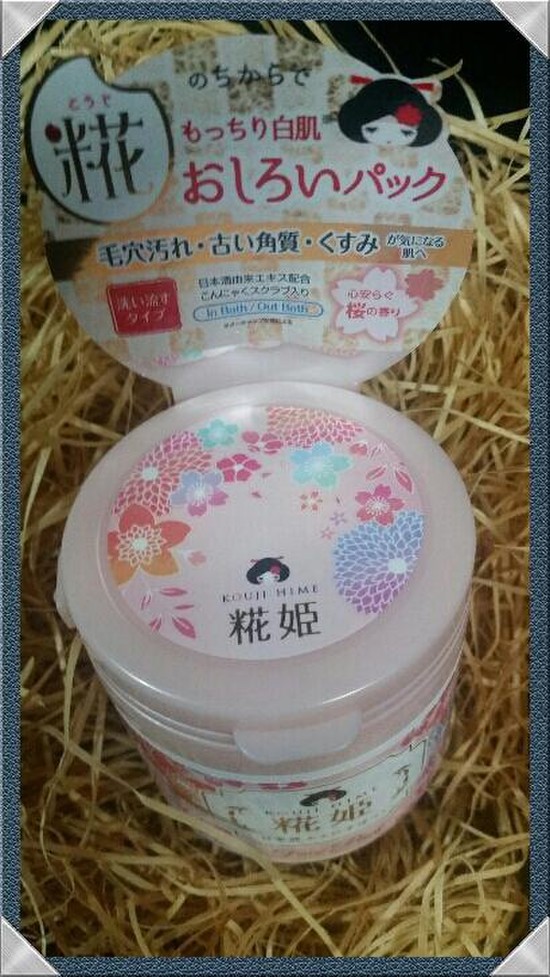 こうじ
糀
のちからで
もっちり白肌
おしろいパック
毛穴汚れ・古い角質・くすみ が気になる
肌へ
洗い流す
タイプ
日本酒由来エキス配合
こんにゃくスクラブ入り
In Bath / Out Bath
心安らぐ
桜の香り
KOUJI HIME
糀姫
KOUJI HIME
糀姫